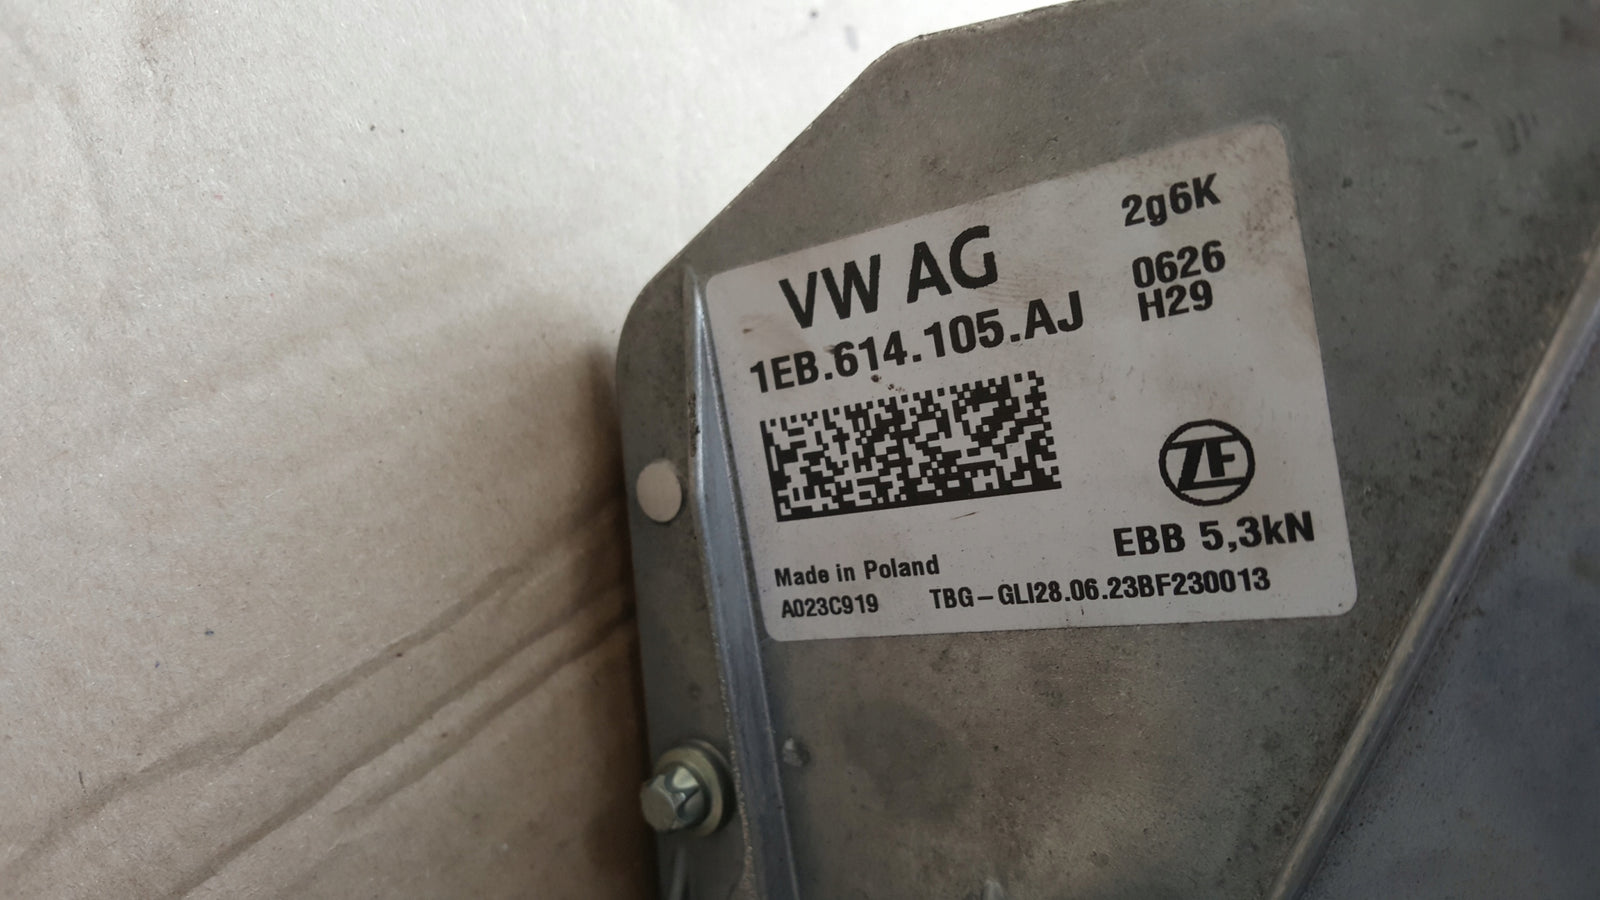 VW AG
2g6K
1EB.614.105.AJ
0626
H29
ZF
EBB 5,3kN
Made in Poland
A023C919 TBG-GLI28.06.23BF230013